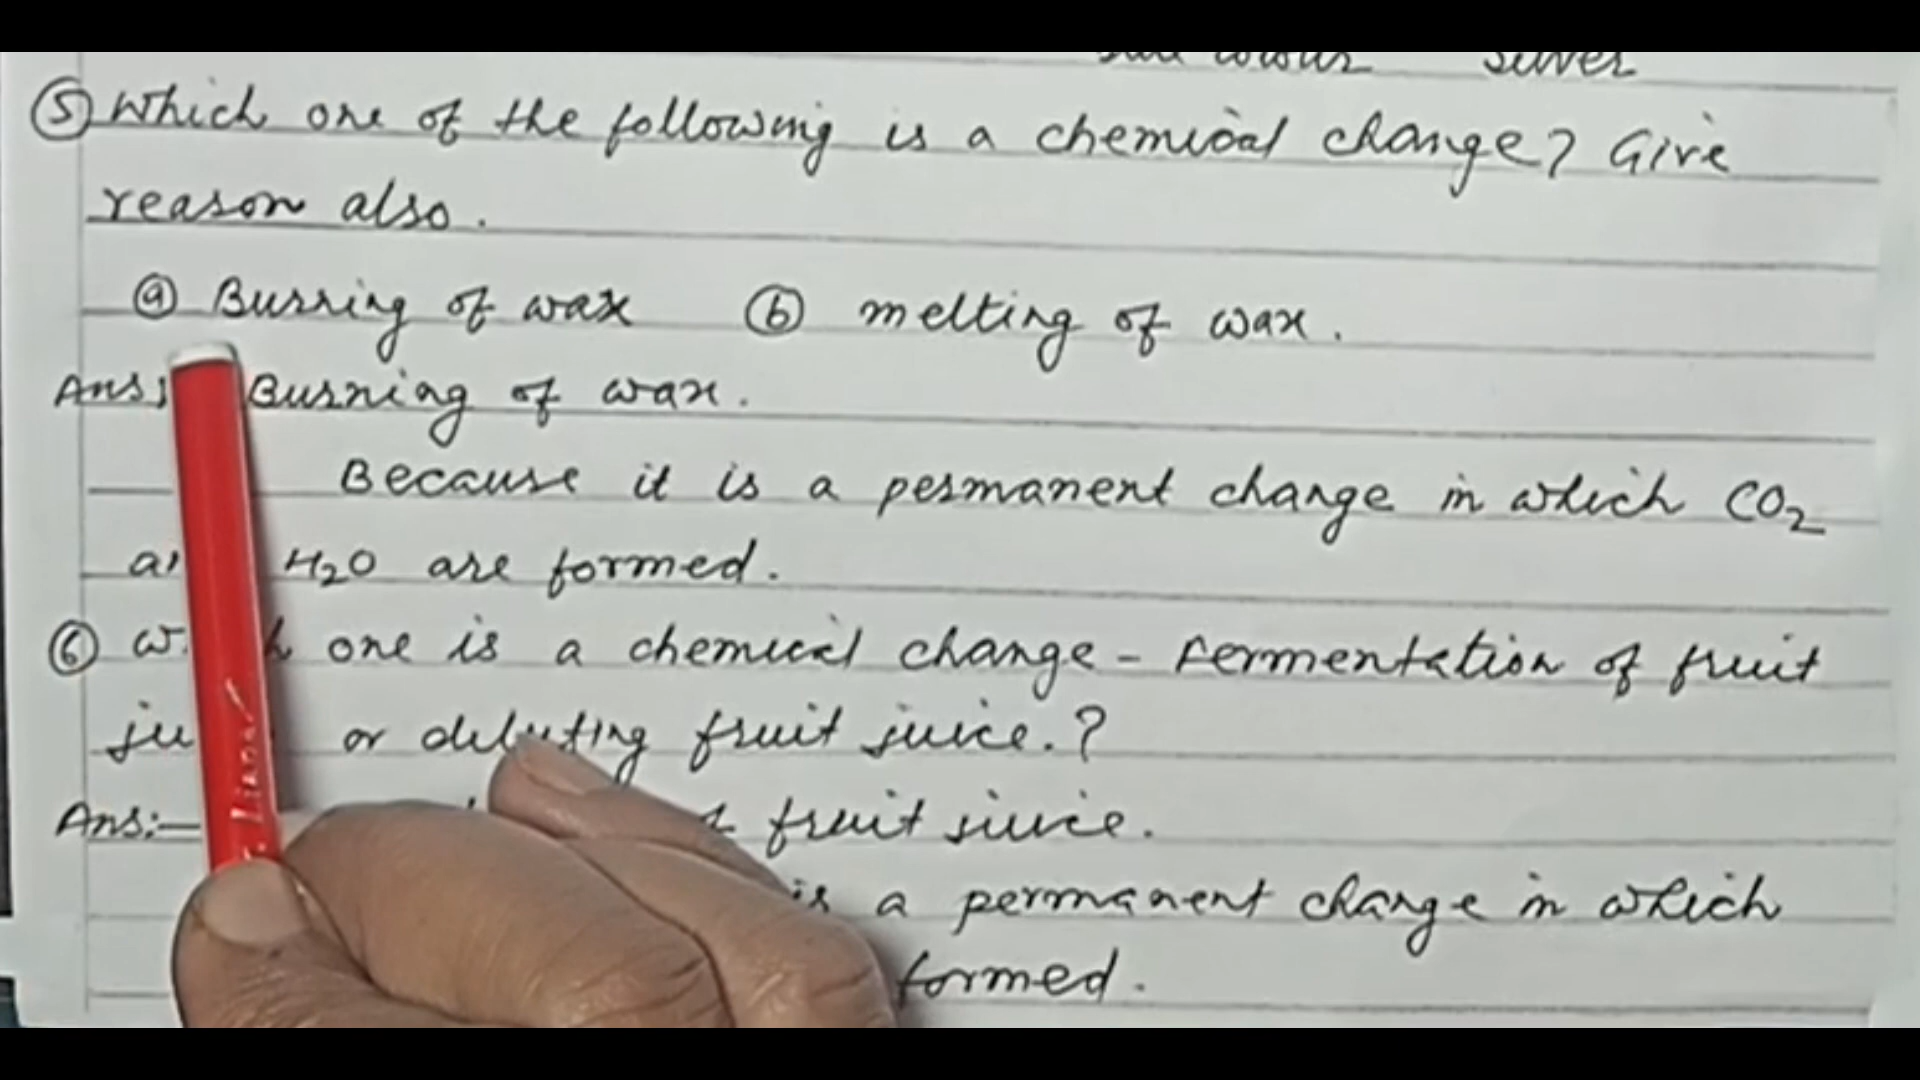 silver
⑤ Which one of the following is a chemical change? Give
reason also.
ⓐ Burning of wax ⓑ melting of wax.
Ans: Burning of wax.
Because it is a permanent change in which CO₂
H₂O are formed.
⑥ one is a chemical change - Fermentation of fruit
or diluting fruit juice.?
Ans:- fruit juice.
is a permanent change in which
formed.